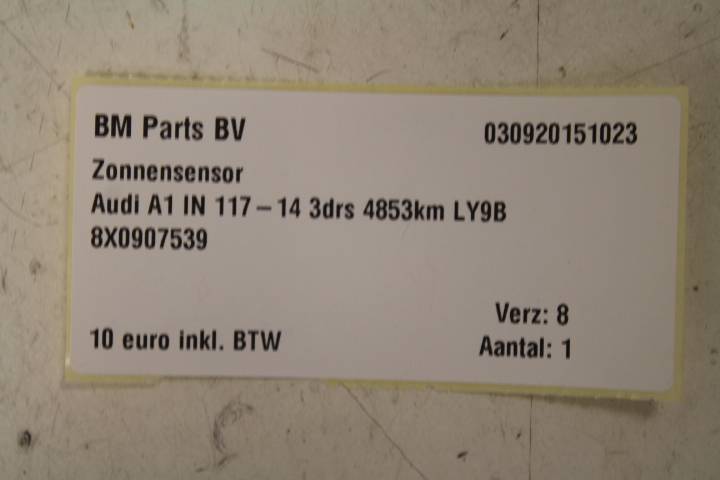 BM Parts BV 030920151023
Zonnensensor
Audi A1 IN 117 – 14 3drs 4853km LY9B
8X0907539
Verz: 8
10 euro inkl. BTW Aantal: 1